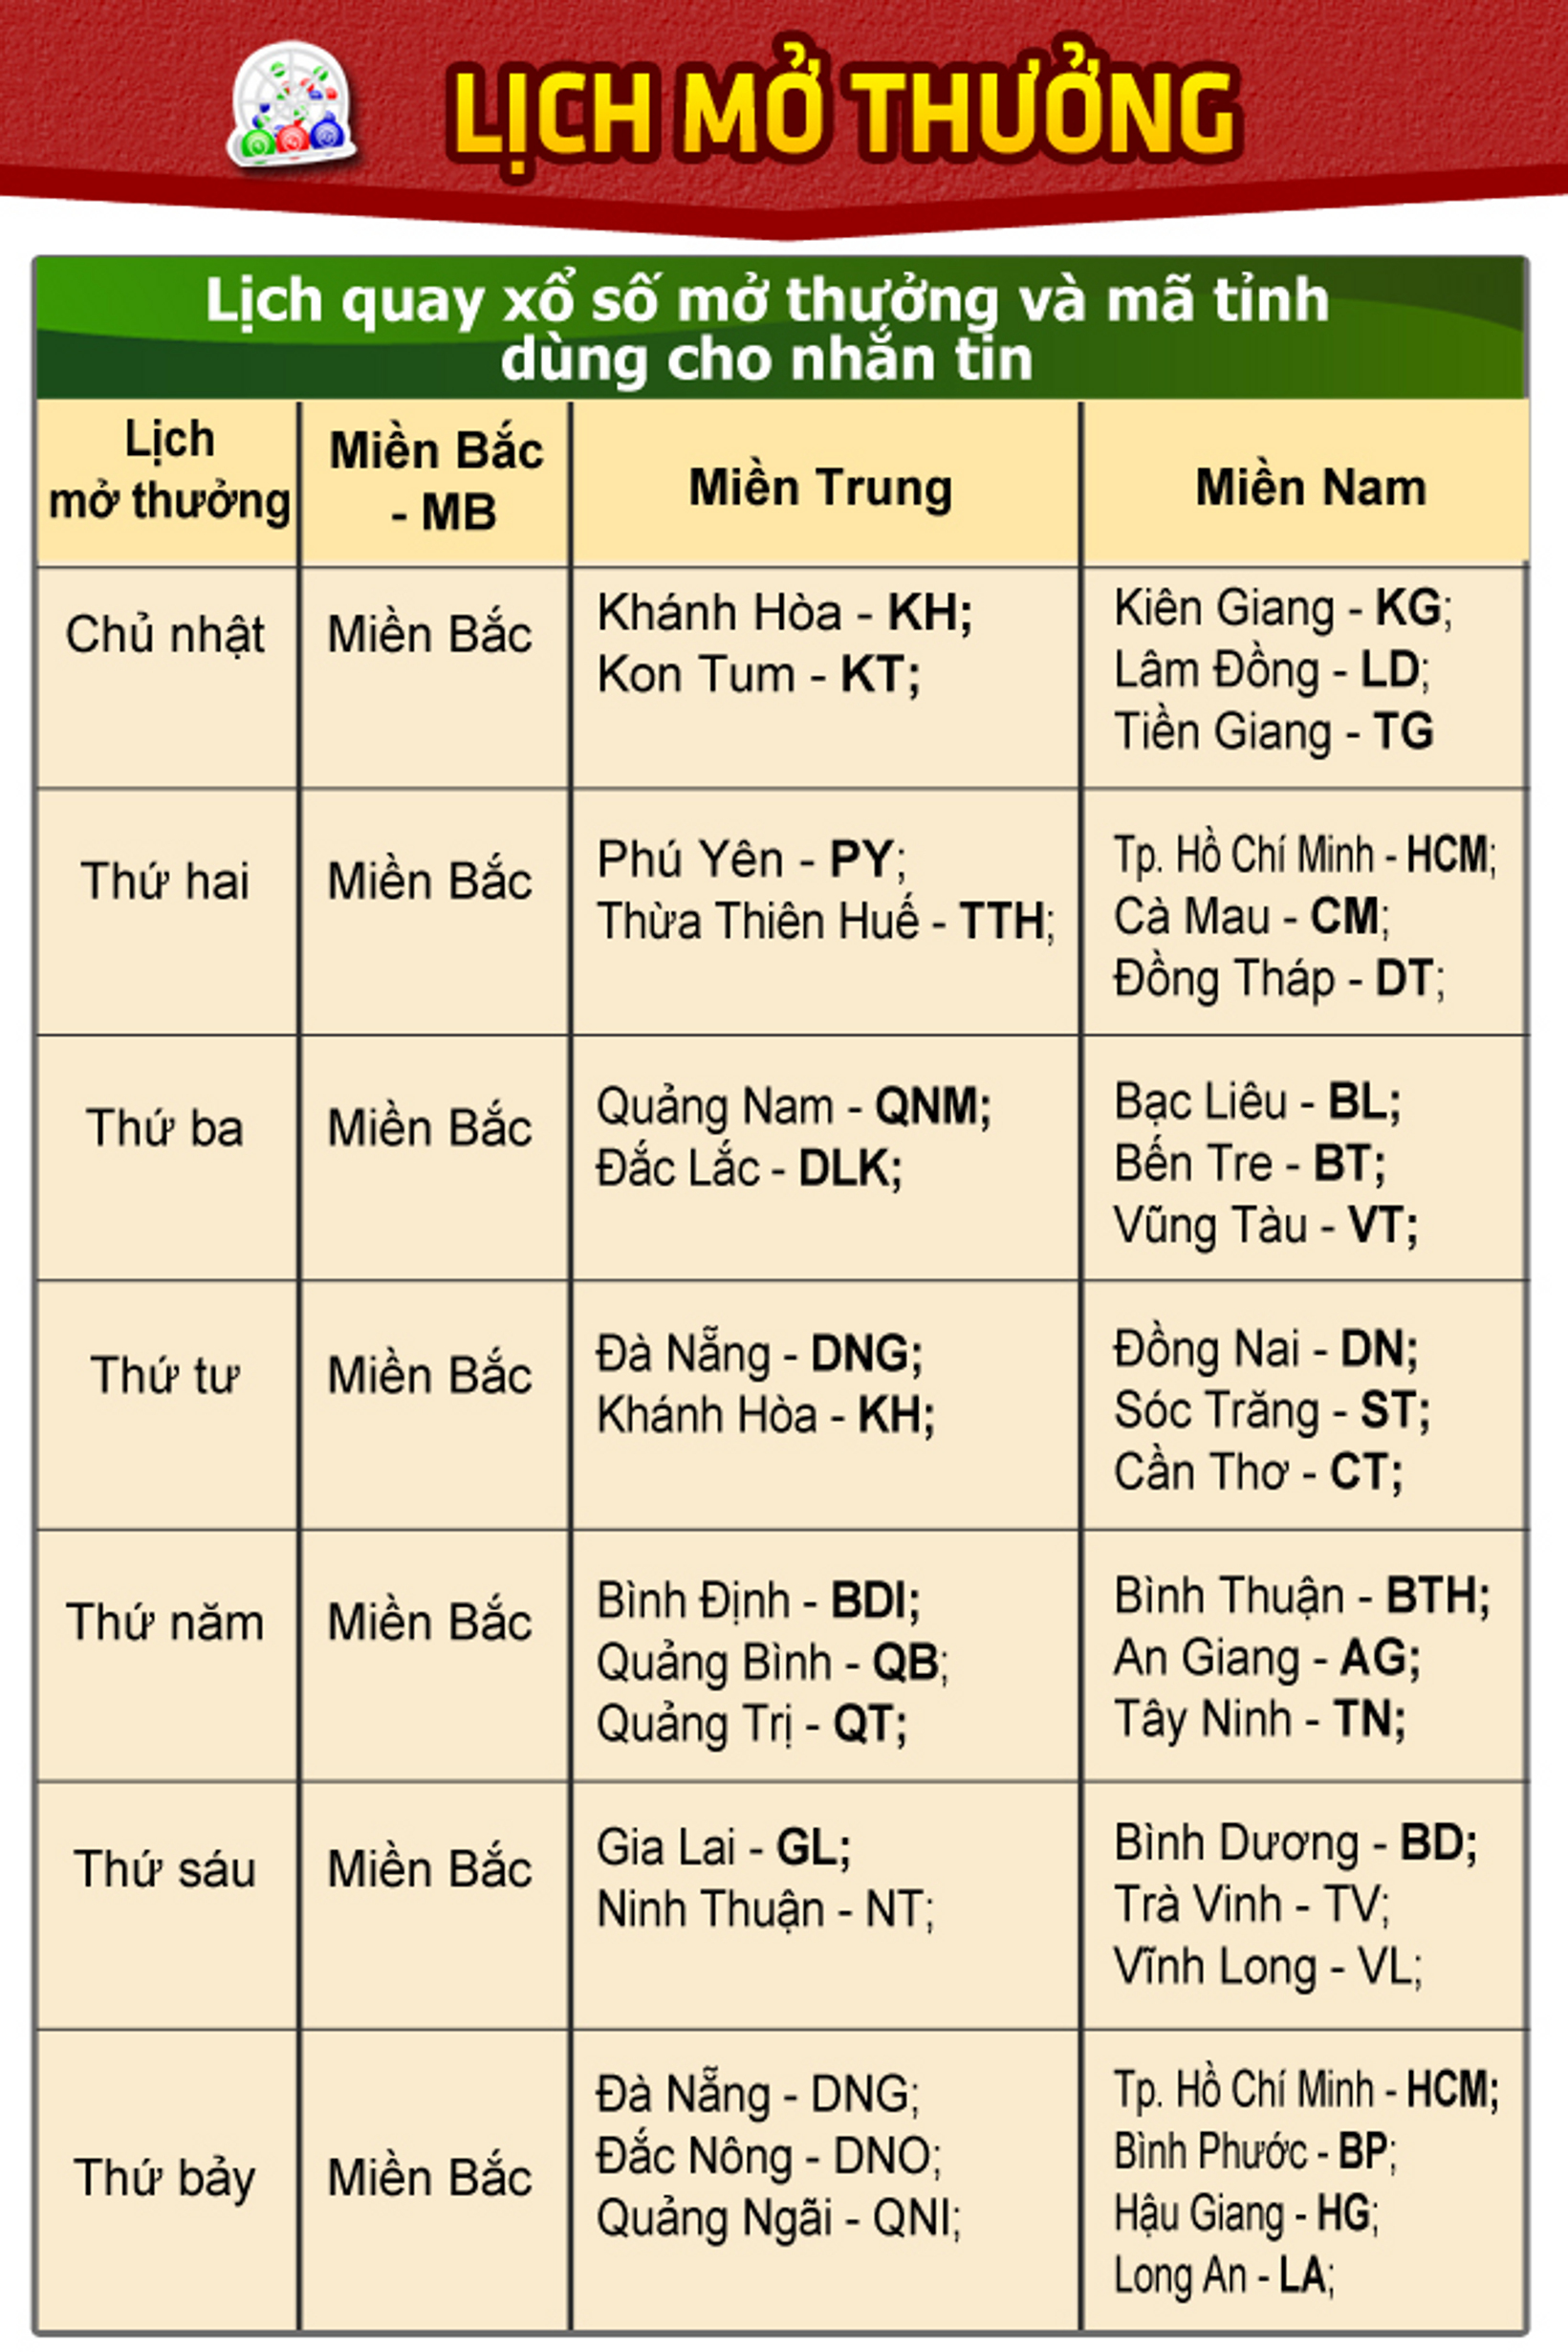 LỊCH MỞ THƯỞNG
Lịch quay xổ số mở thưởng và mã tỉnh
dùng cho nhắn tin
Lịch
mở thưởng
Miền Bắc
- MB
Miền Trung
Miền Nam
Chủ nhật
Miền Bắc
Khánh Hòa - KH;
Kon Tum - KT;
Kiên Giang - KG;
Lâm Đồng - LD;
Tiền Giang - TG
Thứ hai
Miền Bắc
Phú Yên - PY;
Thừa Thiên Huế - TTH;
Tp. Hồ Chí Minh - HCM;
Cà Mau - CM;
Đồng Tháp - DT;
Thứ ba
Miền Bắc
Quảng Nam - QNM;
Đắc Lắc - DLK;
Bạc Liêu - BL;
Bến Tre - BT;
Vũng Tàu - VT;
Thứ tư
Miền Bắc
Đà Nẵng - DNG;
Khánh Hòa - KH;
Đồng Nai - DN;
Sóc Trăng - ST;
Cần Thơ - CT;
Thứ năm
Miền Bắc
Bình Định - BDI;
Quảng Bình - QB;
Quảng Trị - QT;
Bình Thuận - BTH;
An Giang - AG;
Tây Ninh - TN;
Thứ sáu
Miền Bắc
Gia Lai - GL;
Ninh Thuận - NT;
Bình Dương - BD;
Trà Vinh - TV;
Vĩnh Long - VL;
Thứ bảy
Miền Bắc
Đà Nẵng - DNG;
Đắc Nông - DNO;
Quảng Ngãi - QNI;
Tp. Hồ Chí Minh - HCM;
Bình Phước - BP;
Hậu Giang - HG;
Long An - LA;